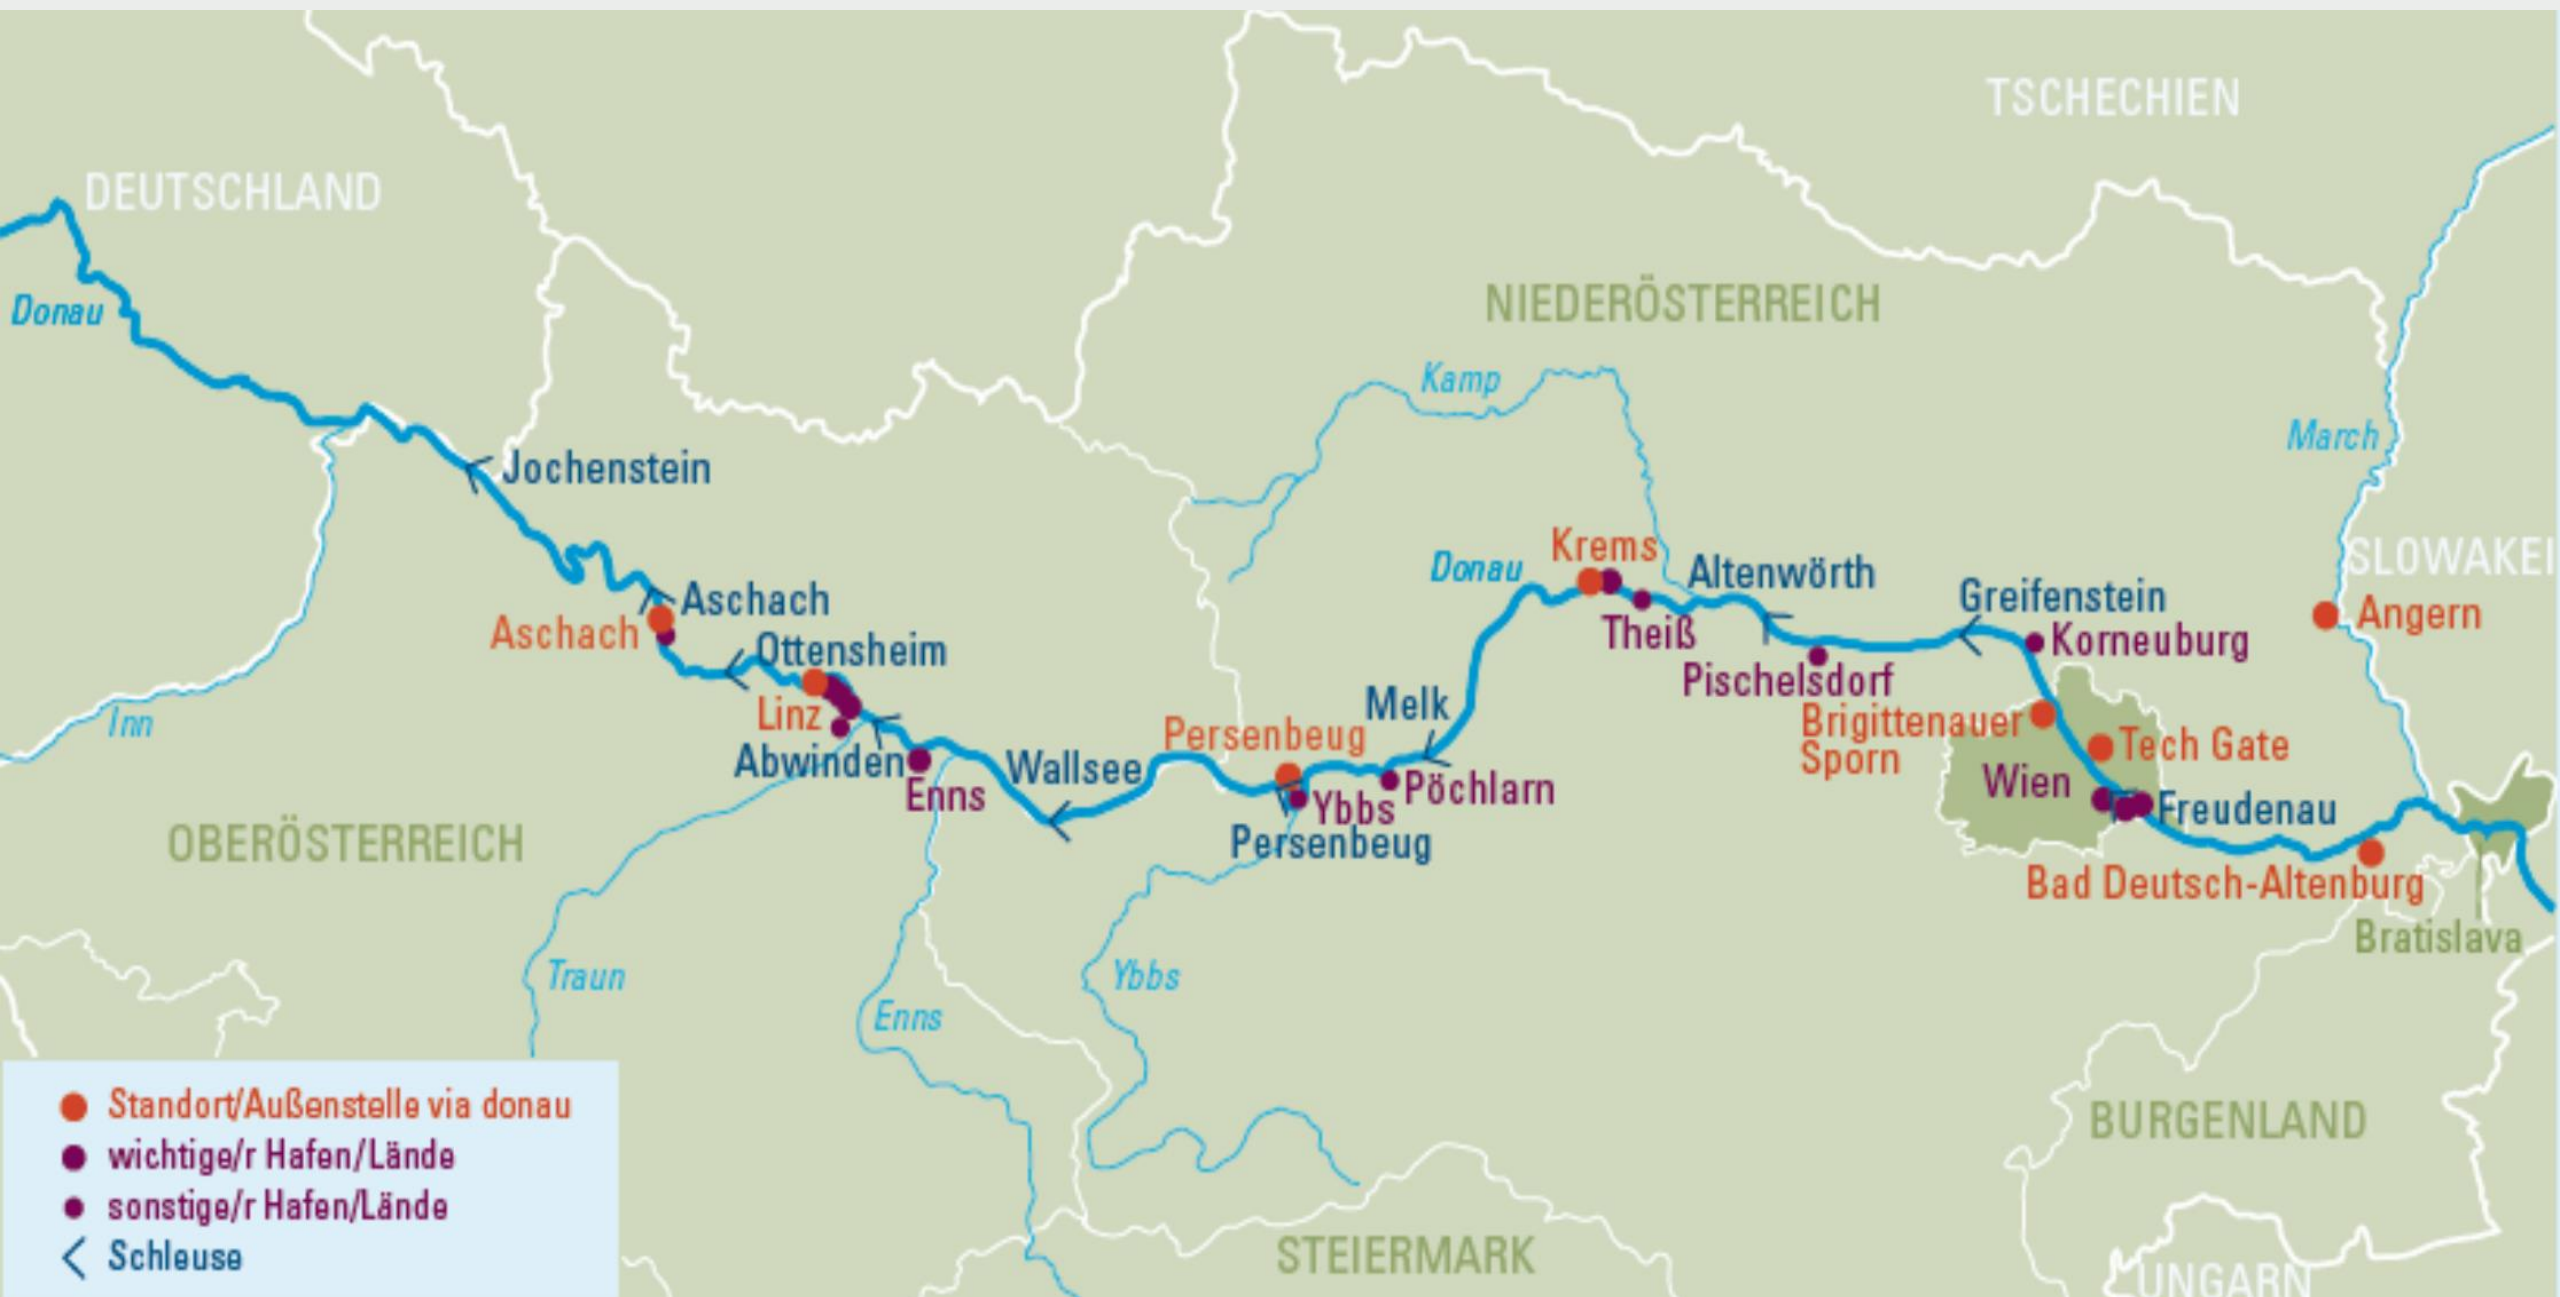 TSCHECHIEN
DEUTSCHLAND
NIEDERÖSTERREICH
Donau
Kamp
March
Jochenstein
Krems
Donau
Altenwörth
SLOWAKEI
Aschach
Greifenstein
Angern
Aschach
Theiß
Korneuburg
Ottensheim
Pischelsdorf
Inn
Linz
Melk
Brigittenauer
Sporn
Persenbeug
Tech Gate
Abwinden
Wallsee
Wien
Enns
Pöchlarn
Ybbs
Freudenau
OBERÖSTERREICH
Persenbeug
Bad Deutsch-Altenburg
Bratislava
Traun
Ybbs
Enns
Standort/Außenstelle via donau
wichtige/r Hafen/Lände
sonstige/r Hafen/Lände
Schleuse
BURGENLAND
STEIERMARK
UNGARN